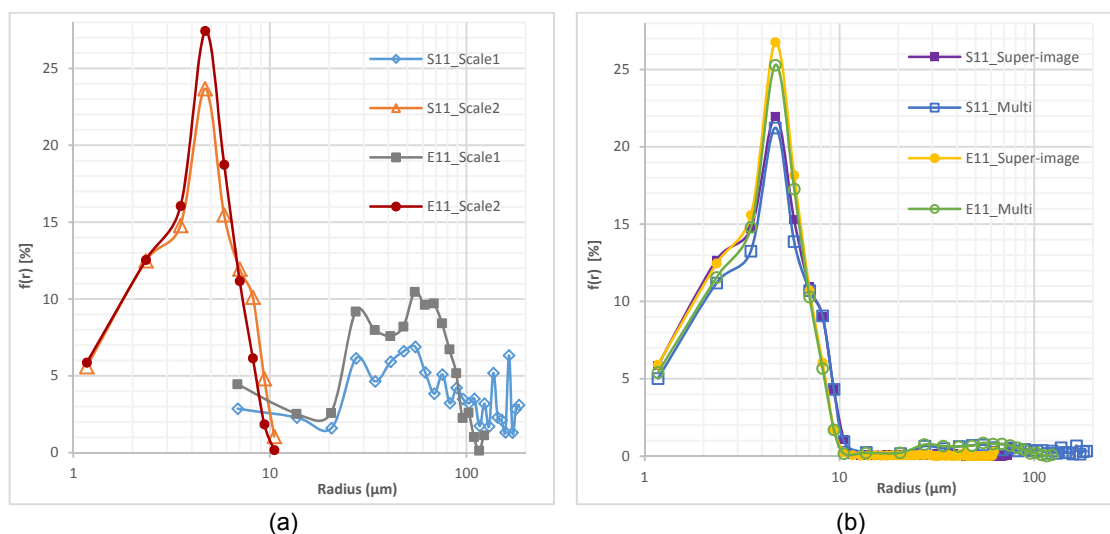 S11_Scale1
S11_Scale2
E11_Scale1
E11_Scale2
f(r) [%]
25
20
15
10
5
0
1
10
100
Radius (µm)
(a)
S11_Super-image
S11_Multi
E11_Super-image
E11_Multi
f(r) [%]
25
20
15
10
5
0
1
10
100
Radius (µm)
(b)